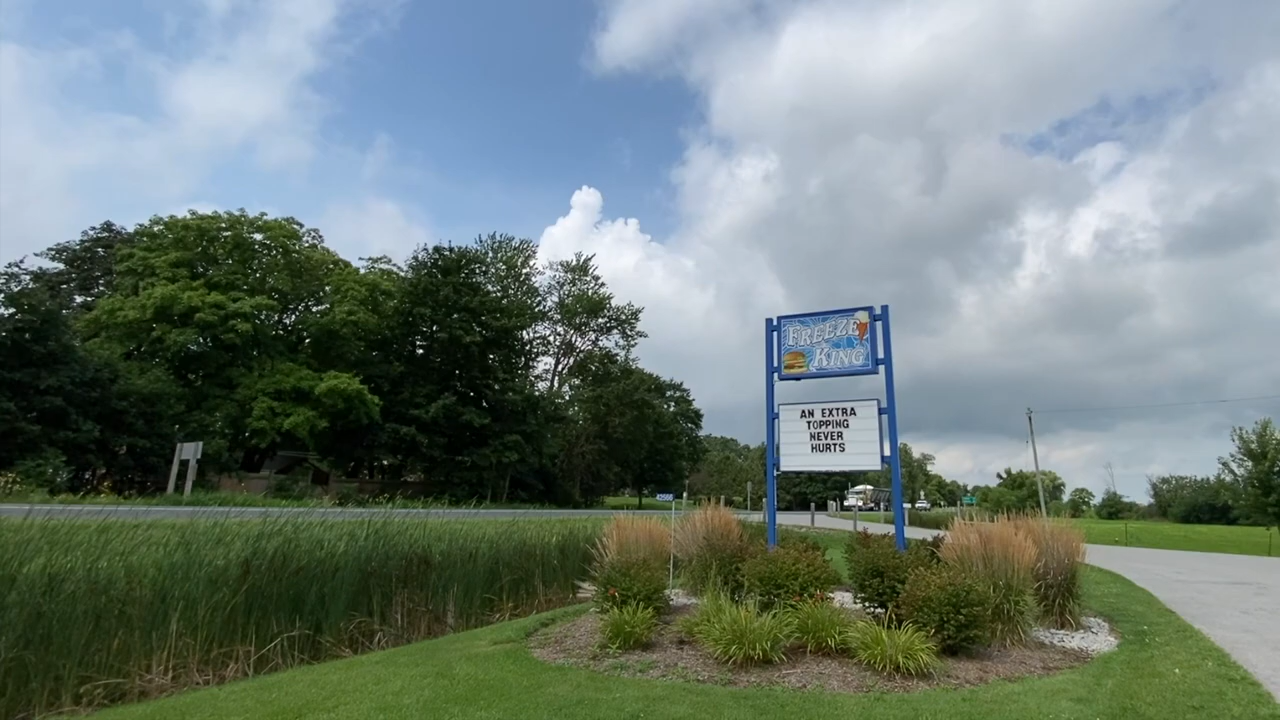 FREEZE
KING
AN EXTRA
TOPPING
NEVER
HURTS